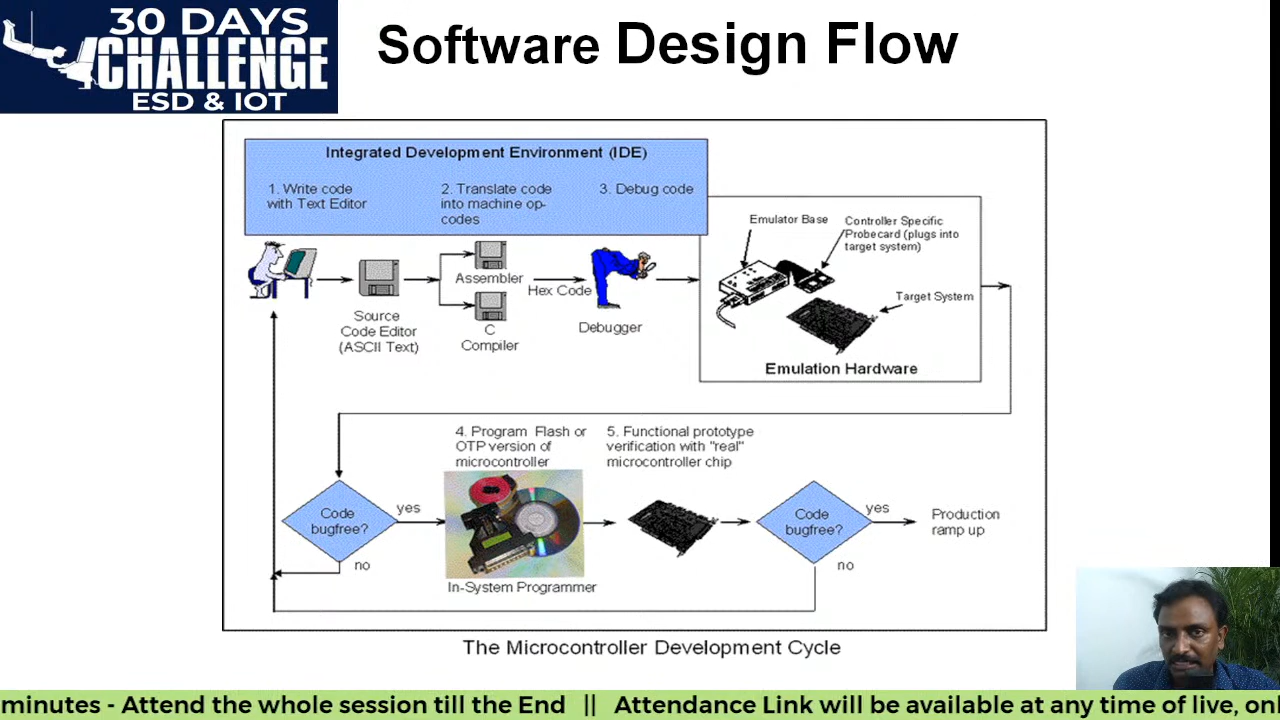 30 DAYS
CHALLENGE
ESD & IOT
Software Design Flow
Integrated Development Environment (IDE)
1. Write code
with Text Editor
2. Translate code
into machine op-
codes
3. Debug code
Emulator Base
Controller Specific
Probecard (plugs into
target system)
Target System
Emulation Hardware
Source
Code Editor
(ASCII Text)
Assembler
C
Compiler
Hex Code
Debugger
4. Program Flash or
OTP version of
microcontroller
5. Functional prototype
verification with "real"
microcontroller chip
Code
bugfree?
yes
no
In-System Programmer
Code
bugfree?
yes
no
Production
ramp up
The Microcontroller Development Cycle
minutes - Attend the whole session till the End || Attendance Link will be available at any time of live, on